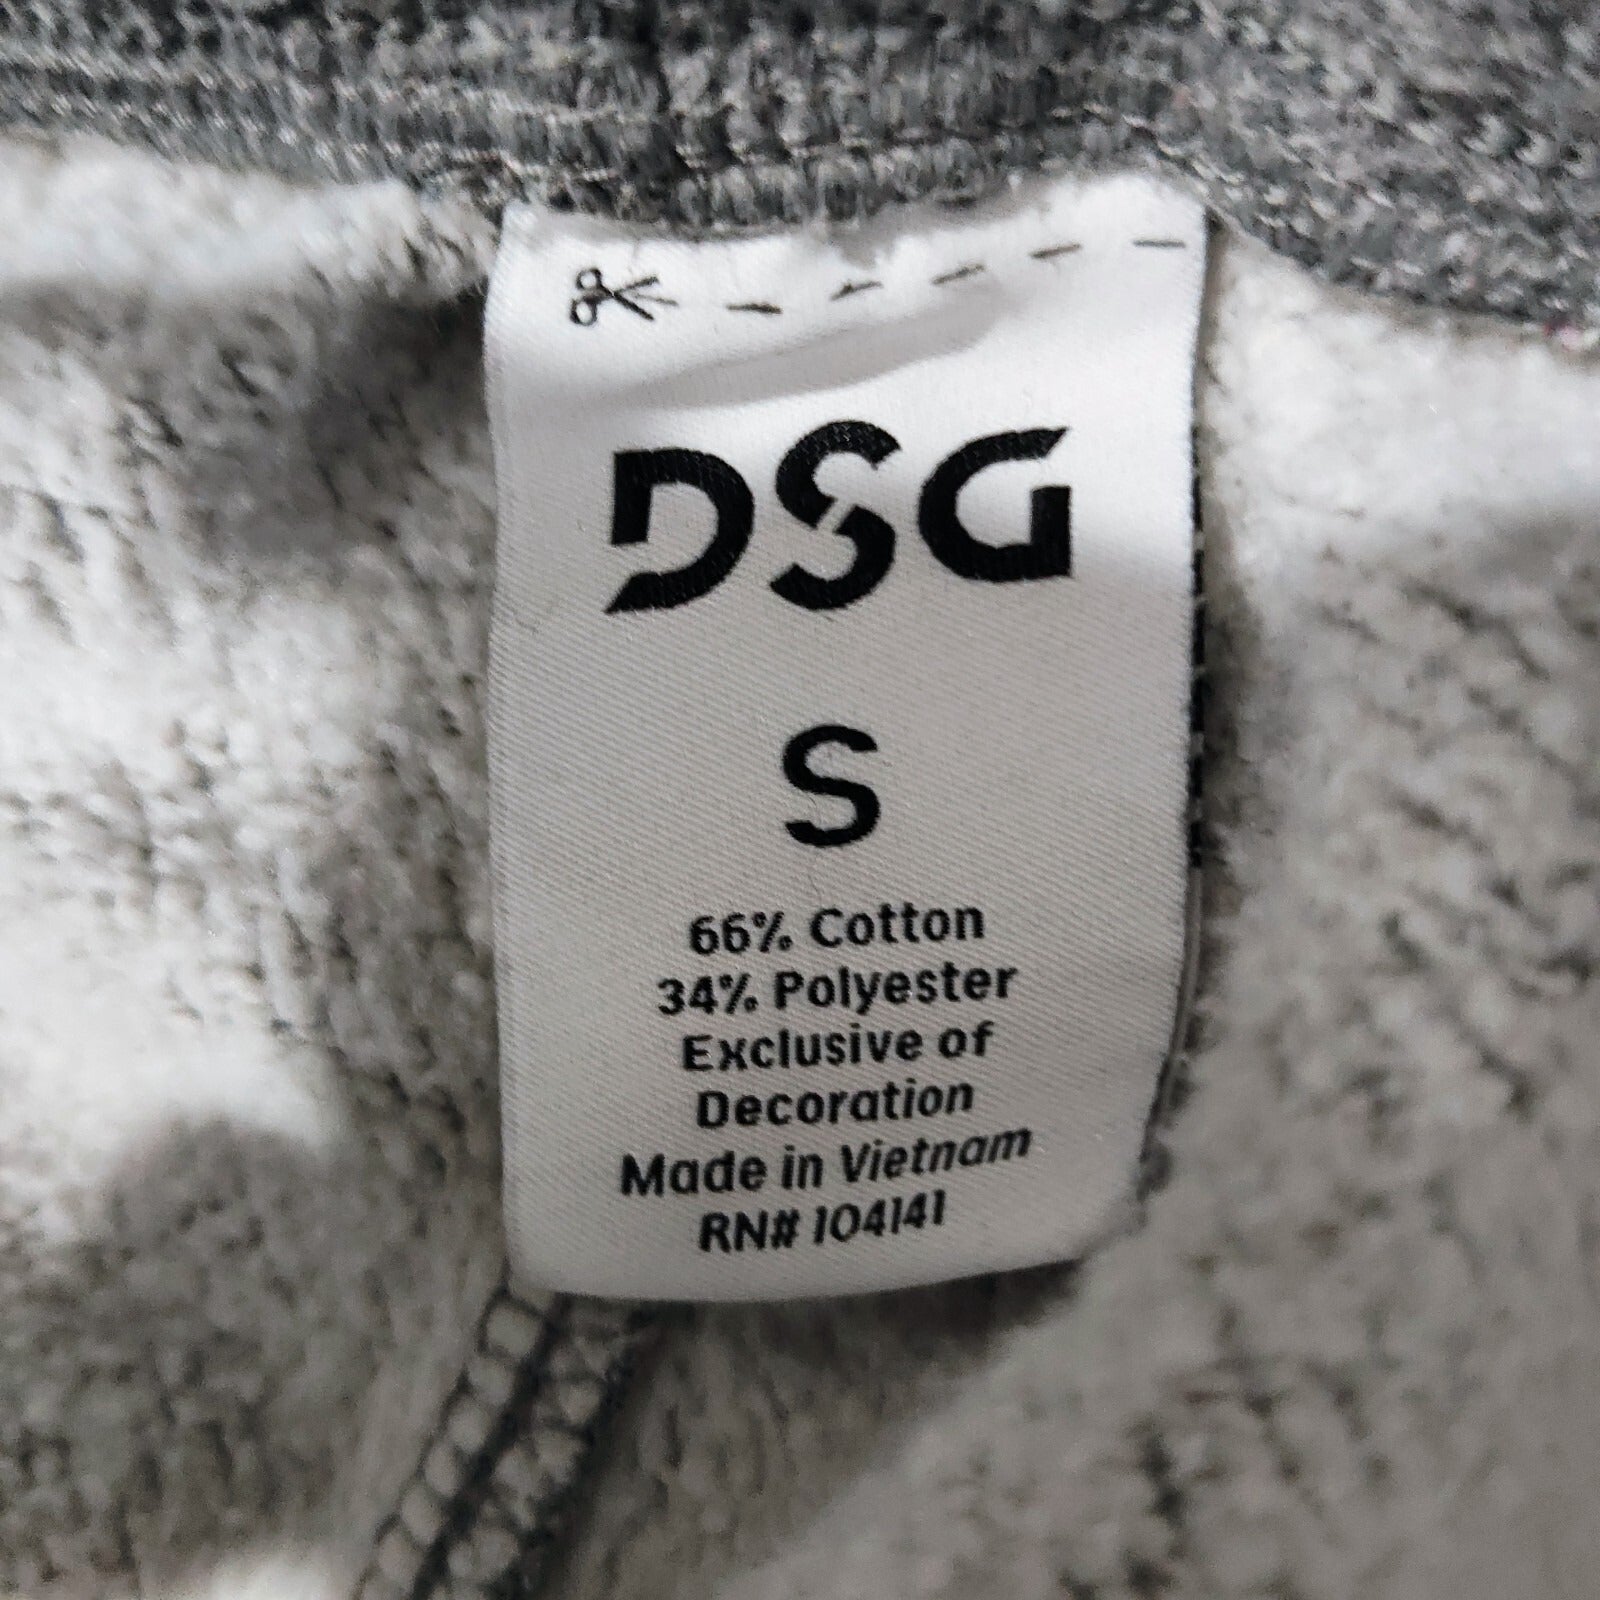 DSG
S
66% Cotton
34% Polyester
Exclusive of
Decoration
Made in Vietnam
RN# 104141